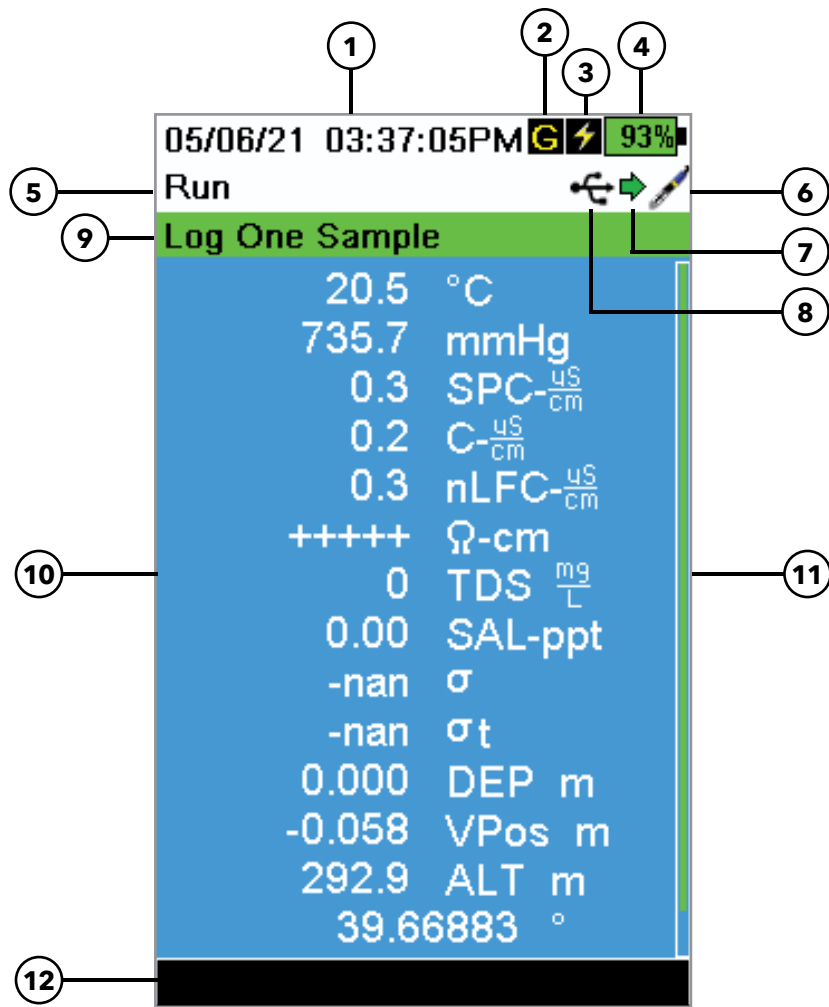 1
2
3
4
05/06/21 03:37:05PM G 93%
5
Run
6
9
Log One Sample
7
8
20.5 °C
735.7 mmHg
0.3 SPC-uS/cm
0.2 C-uS/cm
0.3 nLFC-uS/cm
+++++ Ω-cm
10
0 TDS mg/L
11
0.00 SAL-ppt
-nan σ
-nan σt
0.000 DEP m
-0.058 VPos m
292.9 ALT m
39.66883 °
12